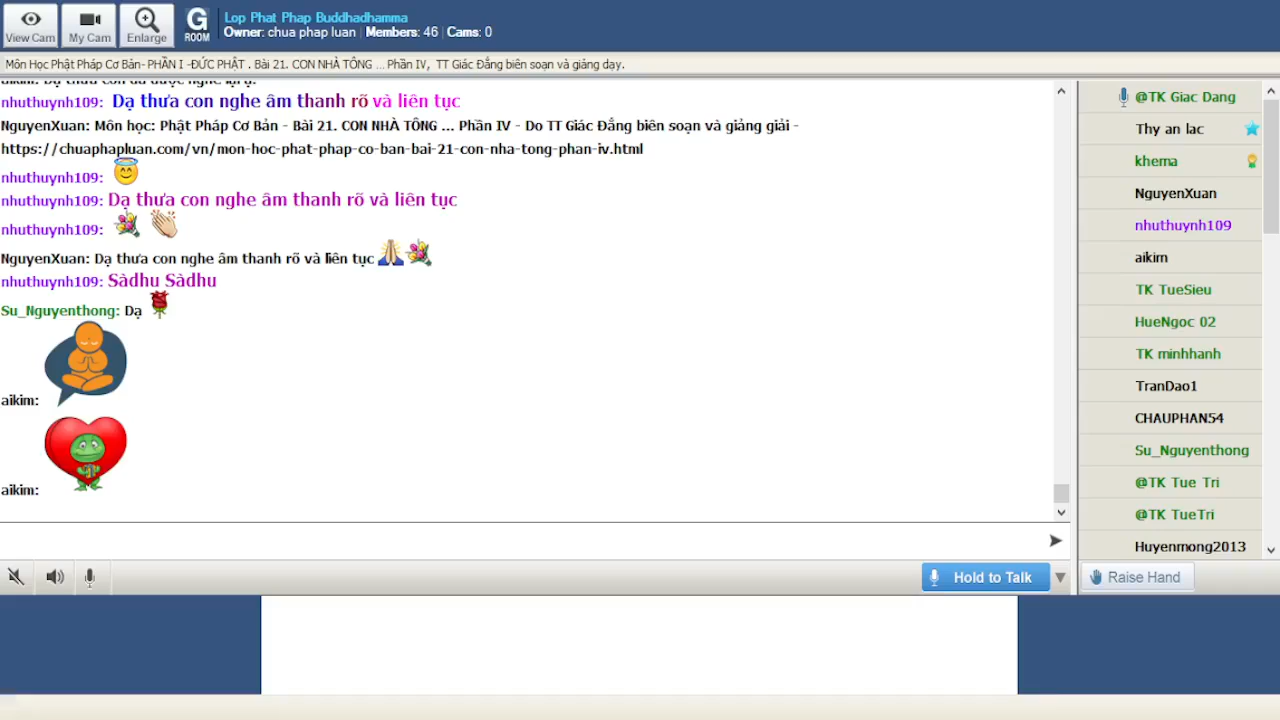 View Cam
My Cam
Enlarge
G
ROOM
Lop Phat Phap Buddhadhamma
Owner: chua phap luan | Members: 46 | Cams: 0
Môn Học Phật Pháp Cơ Bản- PHẦN I -ĐỨC PHẬT . Bài 21. CON NHÀ TÔNG ... Phần IV, TT Giác Đẳng biên soạn và giảng dạy.
nhuthuynh109: Dạ thưa con nghe âm thanh rõ và liên tục
NguyenXuan: Môn học: Phật Pháp Cơ Bản - Bài 21. CON NHÀ TÔNG ... Phần IV - Do TT Giác Đẳng biên soạn và giảng giải -
https://chuaphapluan.com/vn/mon-hoc-phat-phap-co-ban-bai-21-con-nha-tong-phan-iv.html
nhuthuynh109:
nhuthuynh109: Dạ thưa con nghe âm thanh rõ và liên tục
nhuthuynh109:
NguyenXuan: Dạ thưa con nghe âm thanh rõ và liên tục
nhuthuynh109: Sàdhu Sàdhu
Su_Nguyenthong: Dạ
aikim:
aikim:
Hold to Talk
@TK Giac Dang
Thy an lac
khema
NguyenXuan
nhuthuynh109
aikim
TK TueSieu
HueNgoc 02
TK minhhanh
TranDao1
CHAUPHAN54
Su_Nguyenthong
@TK Tue Tri
@TK TueTri
Huyenmong2013
Raise Hand